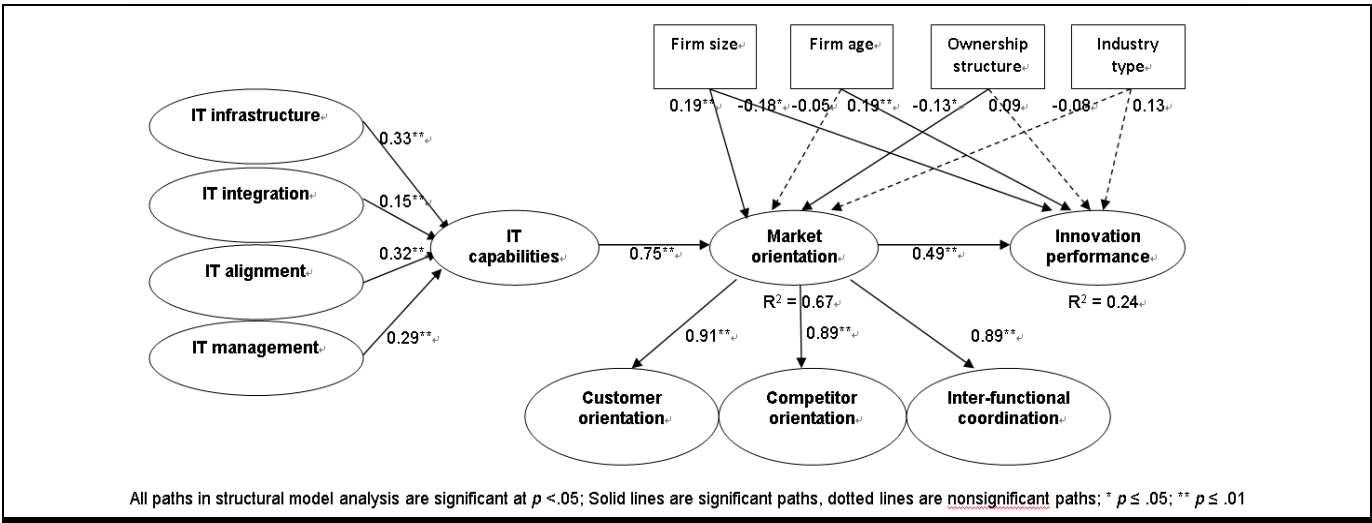 Firm size
Firm age
Ownership
structure
Industry
type
0.19**
-0.18*
-0.05
0.19**
-0.13*
0.09
-0.08
0.13
IT infrastructure
0.33**
IT integration
0.15**
IT alignment
0.32**
IT management
0.29**
IT
capabilities
0.75**
Market
orientation
0.49**
Innovation
performance
R² = 0.67
R² = 0.24
0.91**
0.89**
0.89**
Customer
orientation
Competitor
orientation
Inter-functional
coordination
All paths in structural model analysis are significant at p <.05; Solid lines are significant paths, dotted lines are nonsignificant paths; * p ≤ .05; ** p ≤ .01